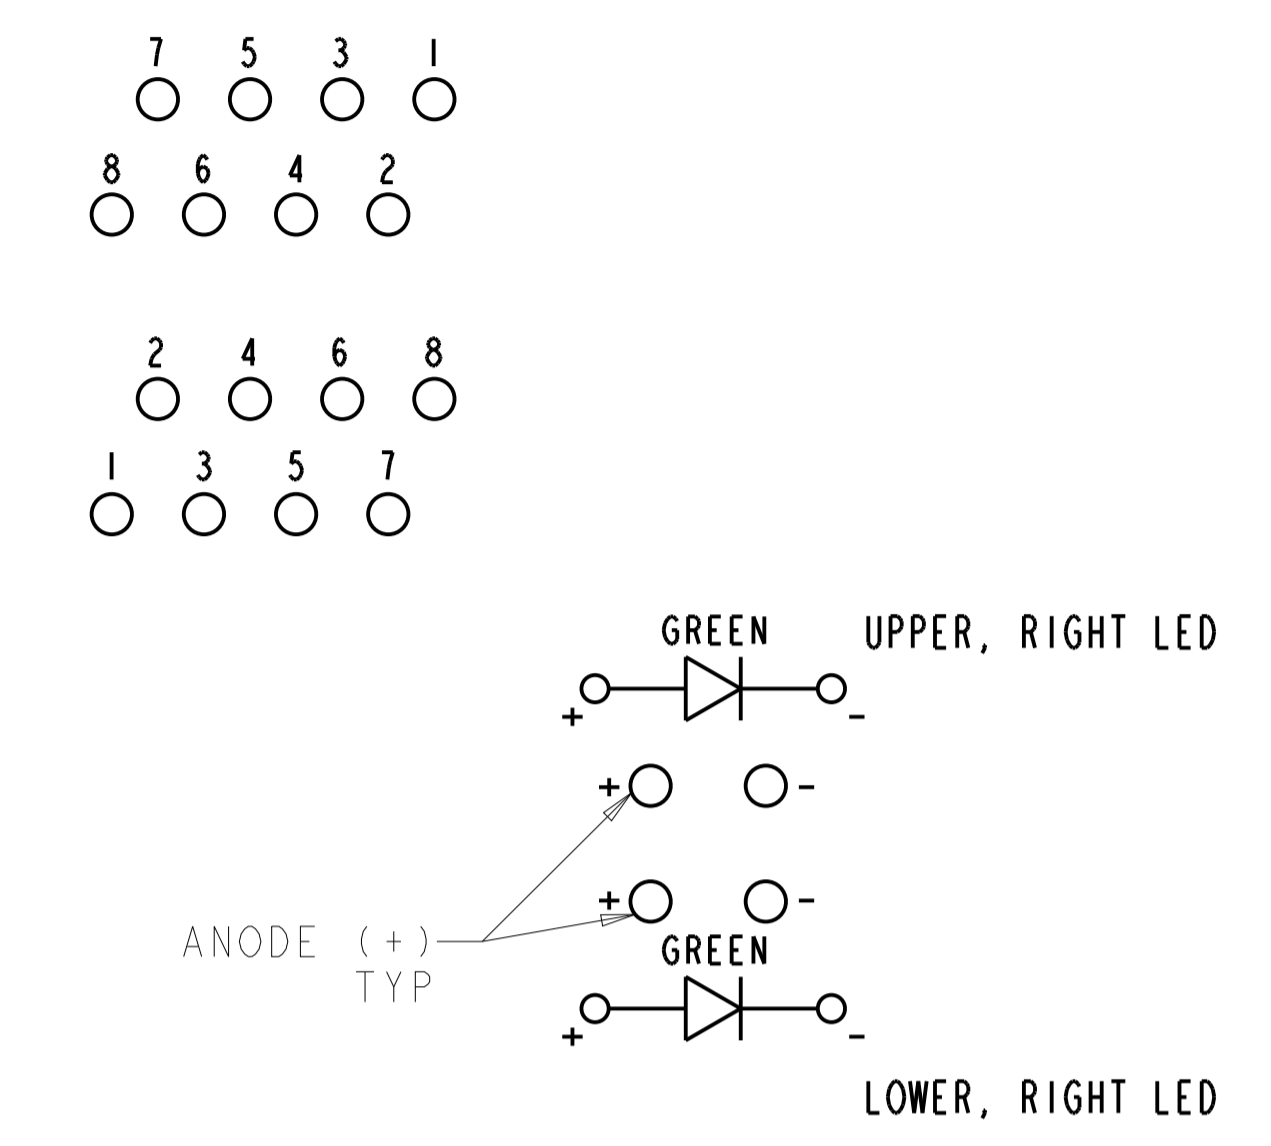 7 5 3 1
8 6 4 2
2 4 6 8
1 3 5 7
GREEN UPPER, RIGHT LED
+ -
+ -
+ -
ANODE (+)
TYP
GREEN
+ -
LOWER, RIGHT LED